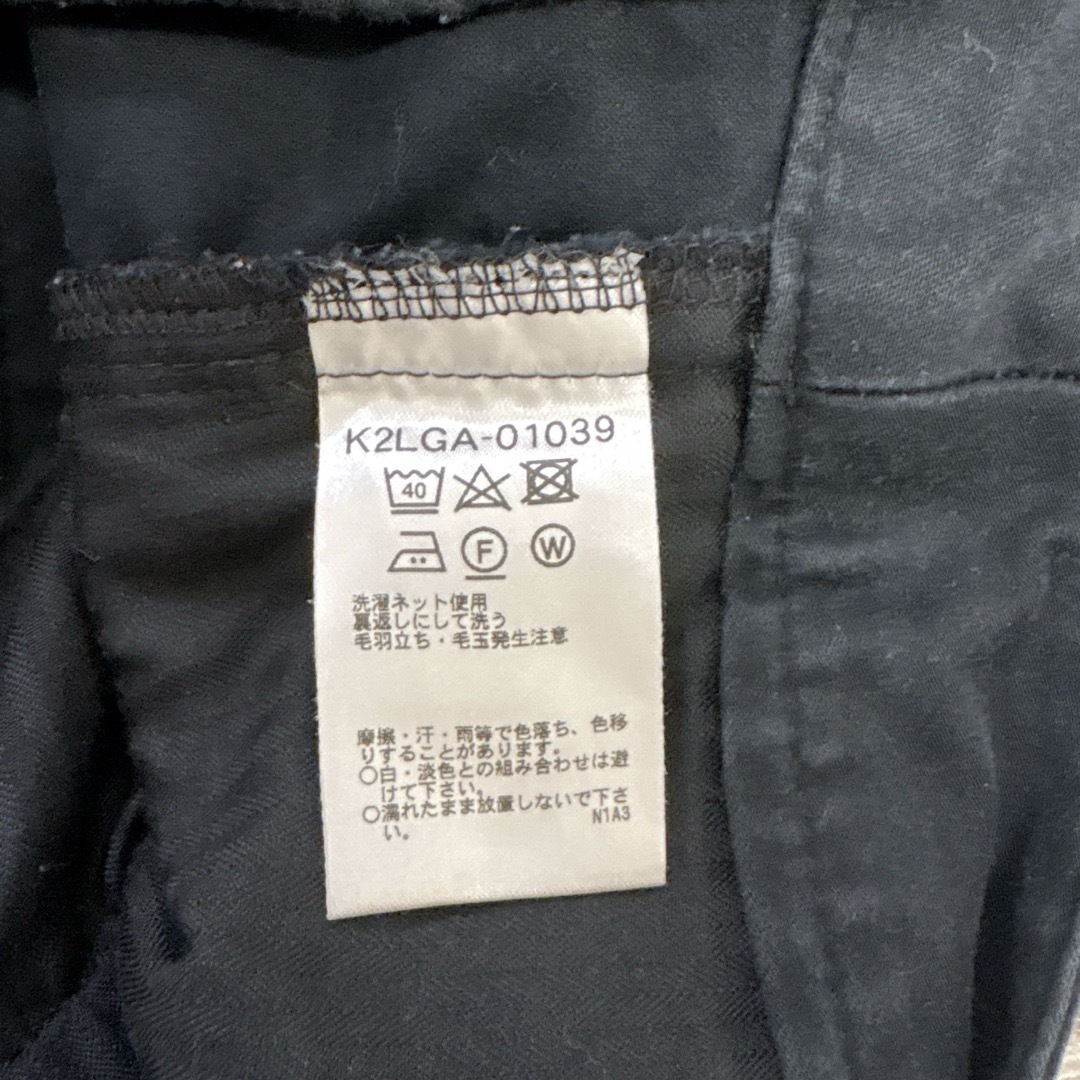 K2LGA-01039
40
F W
洗濯ネット使用
裏返しにして洗う
毛羽立ち・毛玉発生注意
摩擦・汗・雨等で色落ち、色移
りすることがあります。
○白・淡色との組み合わせは避
けて下さい。
○濡れたまま放置しないで下さ
い。
N1A3